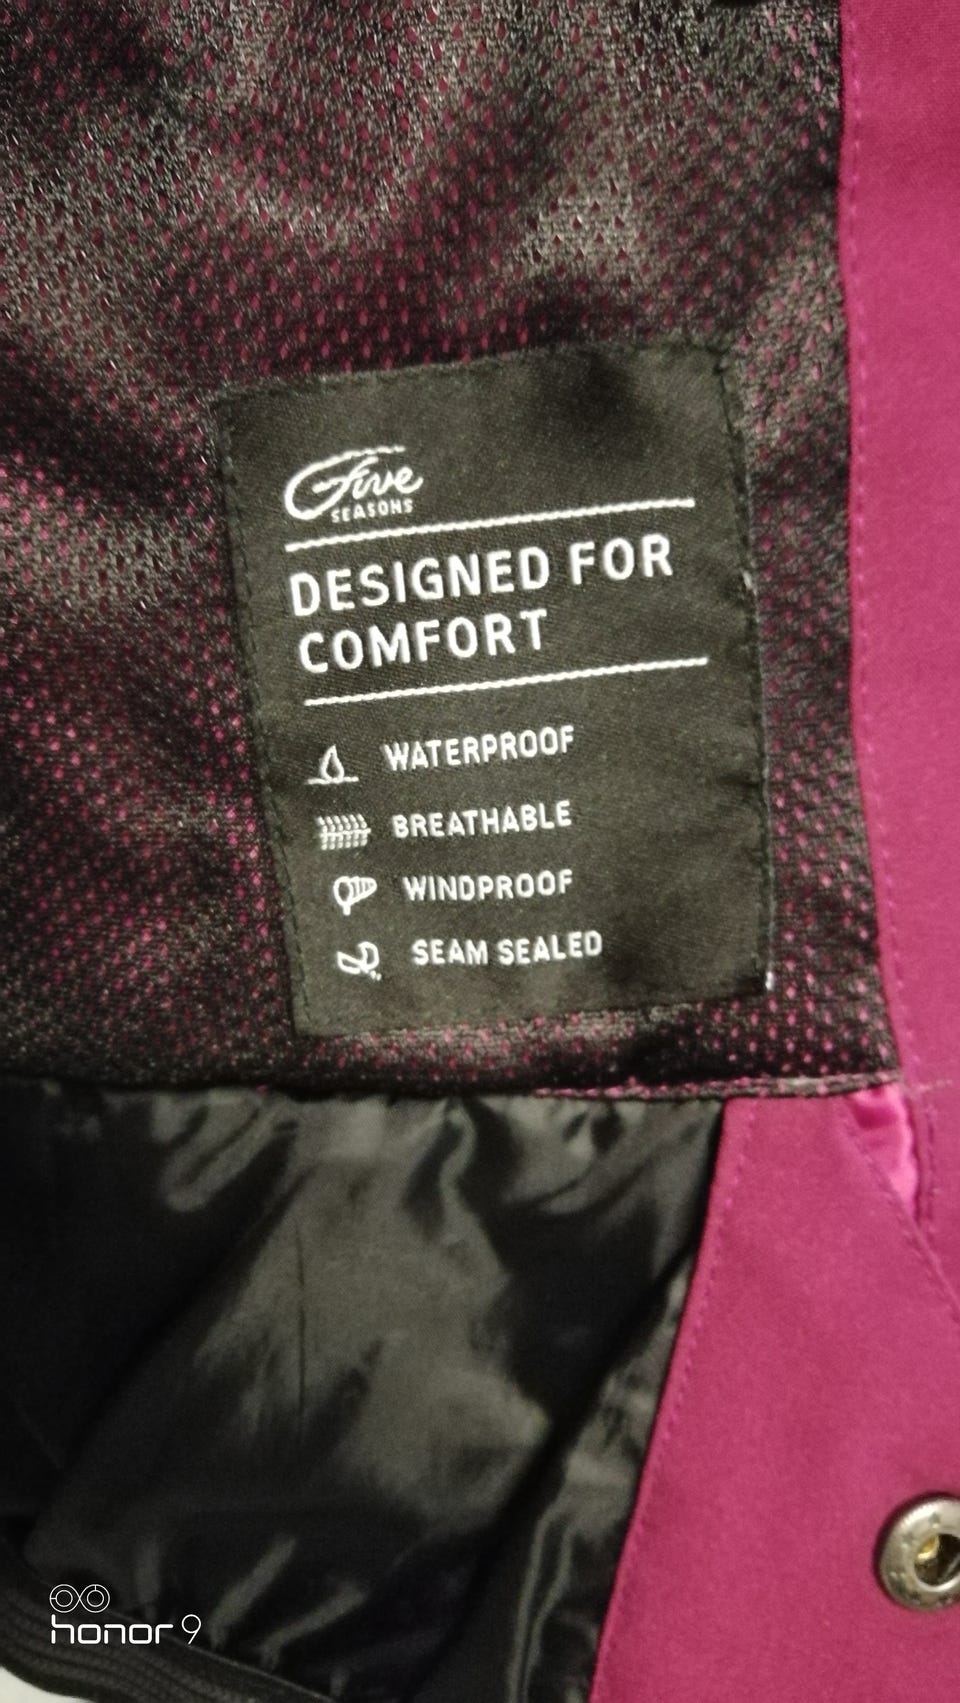 Five
SEASONS
DESIGNED FOR
COMFORT
WATERPROOF
BREATHABLE
WINDPROOF
SEAM SEALED
honor 9